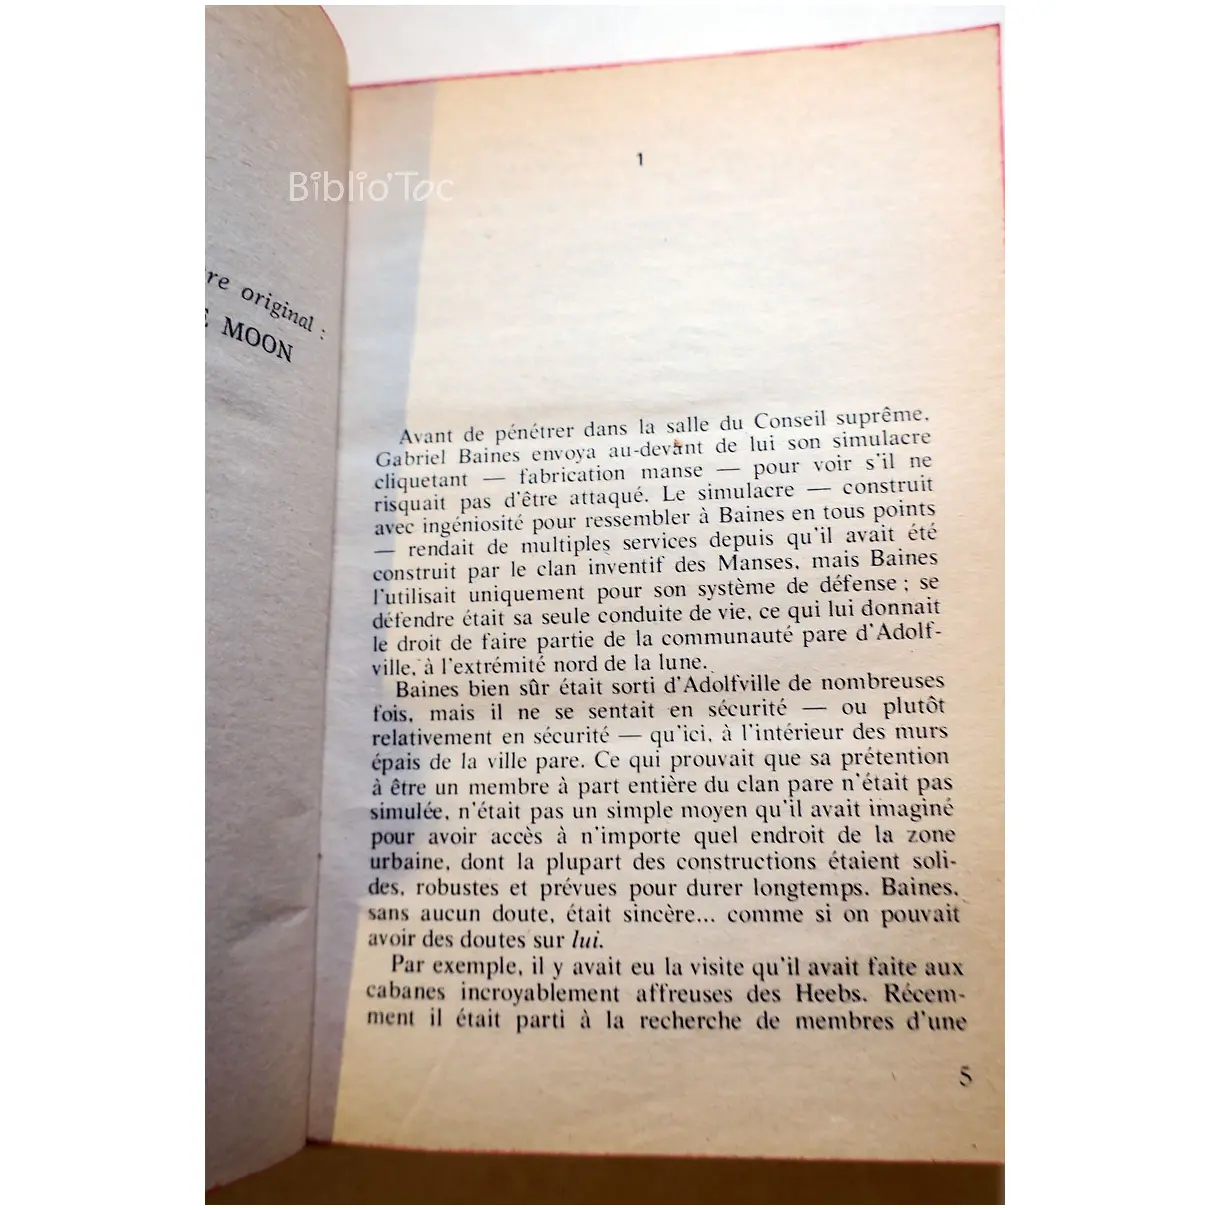 Biblio'Toc
re original :
E MOON
1
Avant de pénétrer dans la salle du Conseil suprême,
Gabriel Baines envoya au-devant de lui son simulacre
cliquetant — fabrication manse — pour voir s'il ne
risquait pas d'être attaqué. Le simulacre — construit
avec ingéniosité pour ressembler à Baines en tous points
— rendait de multiples services depuis qu'il avait été
construit par le clan inventif des Manses, mais Baines
l'utilisait uniquement pour son système de défense ; se
défendre était sa seule conduite de vie, ce qui lui donnait
le droit de faire partie de la communauté pare d'Adolf-
ville, à l'extrémité nord de la lune.
Baines bien sûr était sorti d'Adolfville de nombreuses
fois, mais il ne se sentait en sécurité — ou plutôt
relativement en sécurité — qu'ici, à l'intérieur des murs
épais de la ville pare. Ce qui prouvait que sa prétention
à être un membre à part entière du clan pare n'était pas
simulée, n'était pas un simple moyen qu'il avait imaginé
pour avoir accès à n'importe quel endroit de la zone
urbaine, dont la plupart des constructions étaient soli-
des, robustes et prévues pour durer longtemps. Baines,
sans aucun doute, était sincère... comme si on pouvait
avoir des doutes sur lui.
Par exemple, il y avait eu la visite qu'il avait faite aux
cabanes incroyablement affreuses des Heebs. Récem-
ment il était parti à la recherche de membres d'une
5